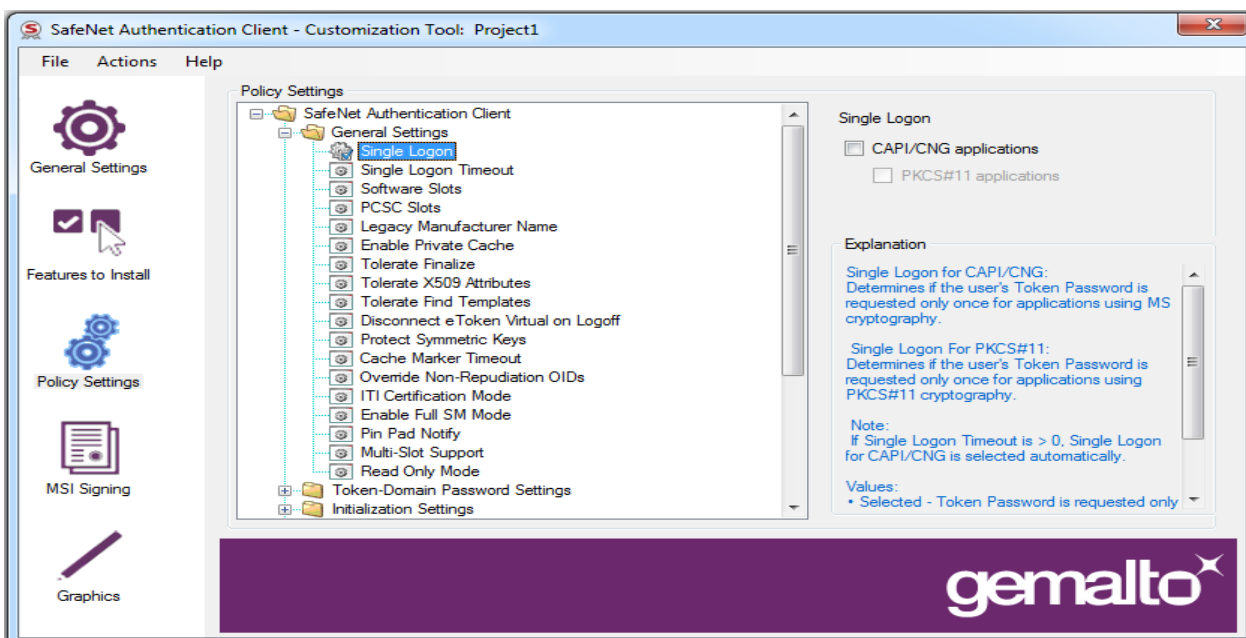 SafeNet Authentication Client - Customization Tool: Project1
File Actions Help
General Settings
Features to Install
Policy Settings
MSI Signing
Graphics
Policy Settings
SafeNet Authentication Client
General Settings
Single Logon
Single Logon Timeout
Software Slots
PCSC Slots
Legacy Manufacturer Name
Enable Private Cache
Tolerate Finalize
Tolerate X509 Attributes
Tolerate Find Templates
Disconnect eToken Virtual on Logoff
Protect Symmetric Keys
Cache Marker Timeout
Override Non-Repudiation OIDs
ITI Certification Mode
Enable Full SM Mode
Pin Pad Notify
Multi-Slot Support
Read Only Mode
Token-Domain Password Settings
Initialization Settings
Single Logon
CAPI/CNG applications
PKCS#11 applications
Explanation
Single Logon for CAPI/CNG:
Determines if the user's Token Password is
requested only once for applications using MS
cryptography.
Single Logon For PKCS#11:
Determines if the user's Token Password is
requested only once for applications using
PKCS#11 cryptography.
Note:
If Single Logon Timeout is > 0, Single Logon
for CAPI/CNG is selected automatically.
Values:
• Selected - Token Password is requested only
gemalto